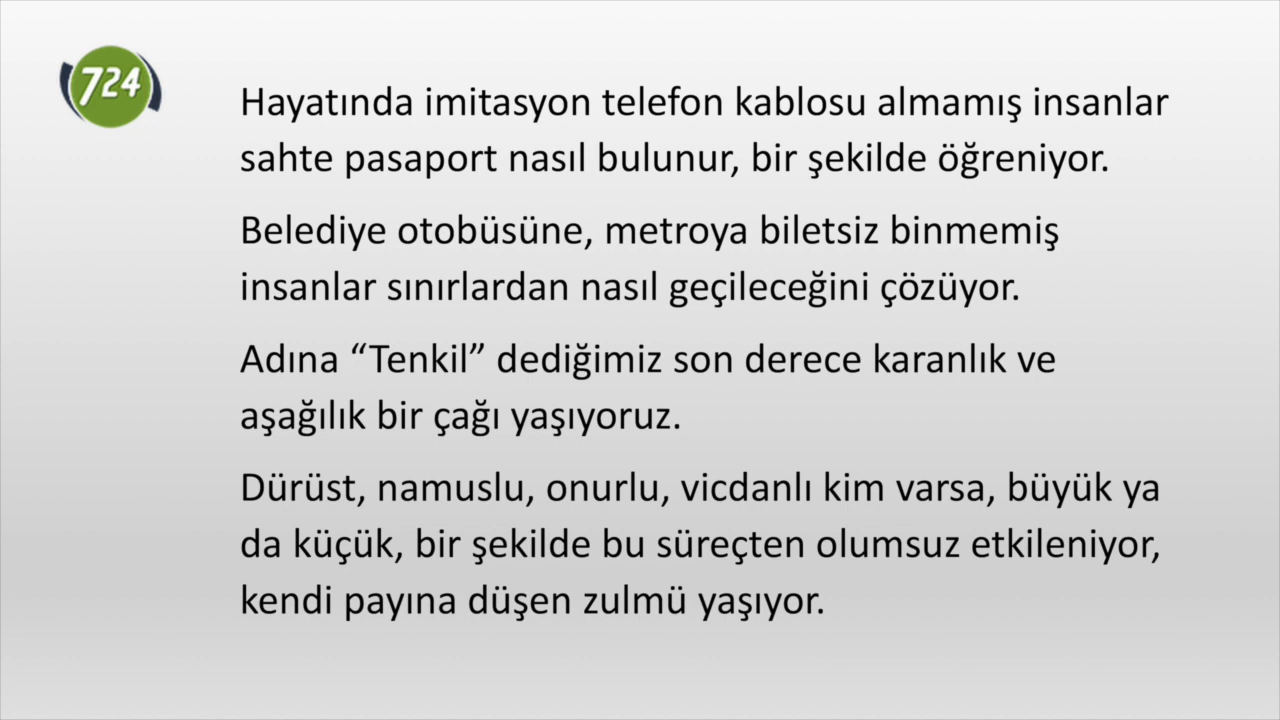 724
Hayatında imitasyon telefon kablosu almamış insanlar
sahte pasaport nasıl bulunur, bir şekilde öğreniyor.
Belediye otobüsüne, metroya biletsiz binmemiş
insanlar sınırlardan nasıl geçileceğini çözüyor.
Adına “Tenkil” dediğimiz son derece karanlık ve
aşağılık bir çağı yaşıyoruz.
Dürüst, namuslu, onurlu, vicdanlı kim varsa, büyük ya
da küçük, bir şekilde bu süreçten olumsuz etkileniyor,
kendi payına düşen zulmü yaşıyor.